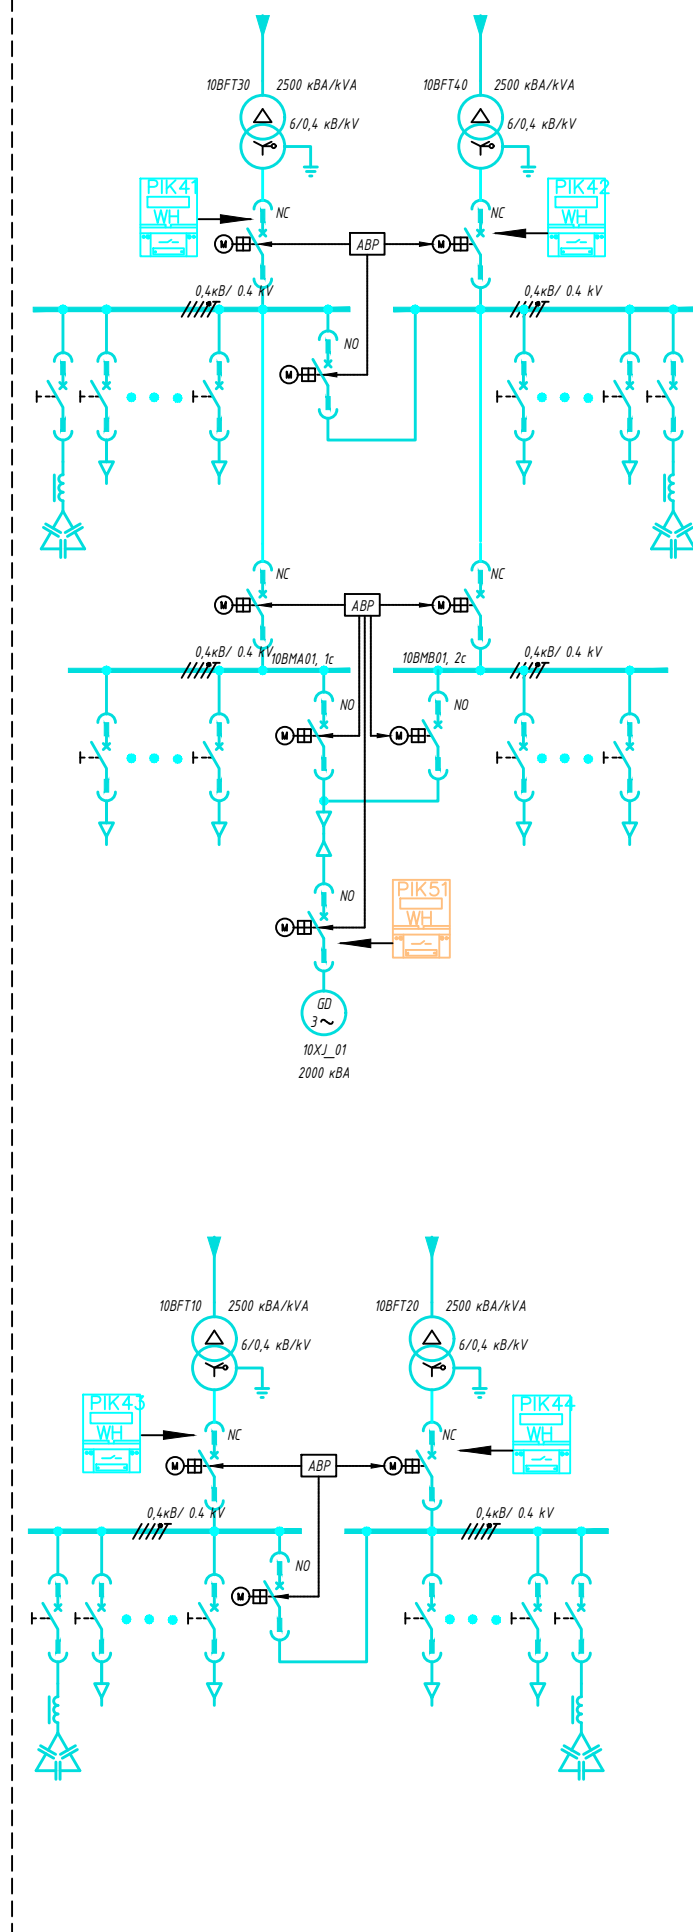 10BFT30 2500 кВА/kVA
10BFT40 2500 кВА/kVA
6/0,4 кВ/kV
6/0,4 кВ/kV
PIK41
WH
NC
NC
PIK42
WH
M
АВР
M
0,4кВ/ 0.4 kV
0,4кВ/ 0.4 kV
NO
M
NC
NC
M
АВР
M
0,4кВ/ 0.4 kV
10BMA01, 1с
10BMB01, 2с
0,4кВ/ 0.4 kV
NO
NO
M
M
NO
PIK51
WH
M
GD
3~
10XJ_01
2000 кВА
10BFT10 2500 кВА/kVA
10BFT20 2500 кВА/kVA
6/0,4 кВ/kV
6/0,4 кВ/kV
PIK43
WH
NC
NC
PIK44
WH
M
АВР
M
0,4кВ/ 0.4 kV
0,4кВ/ 0.4 kV
NO
M